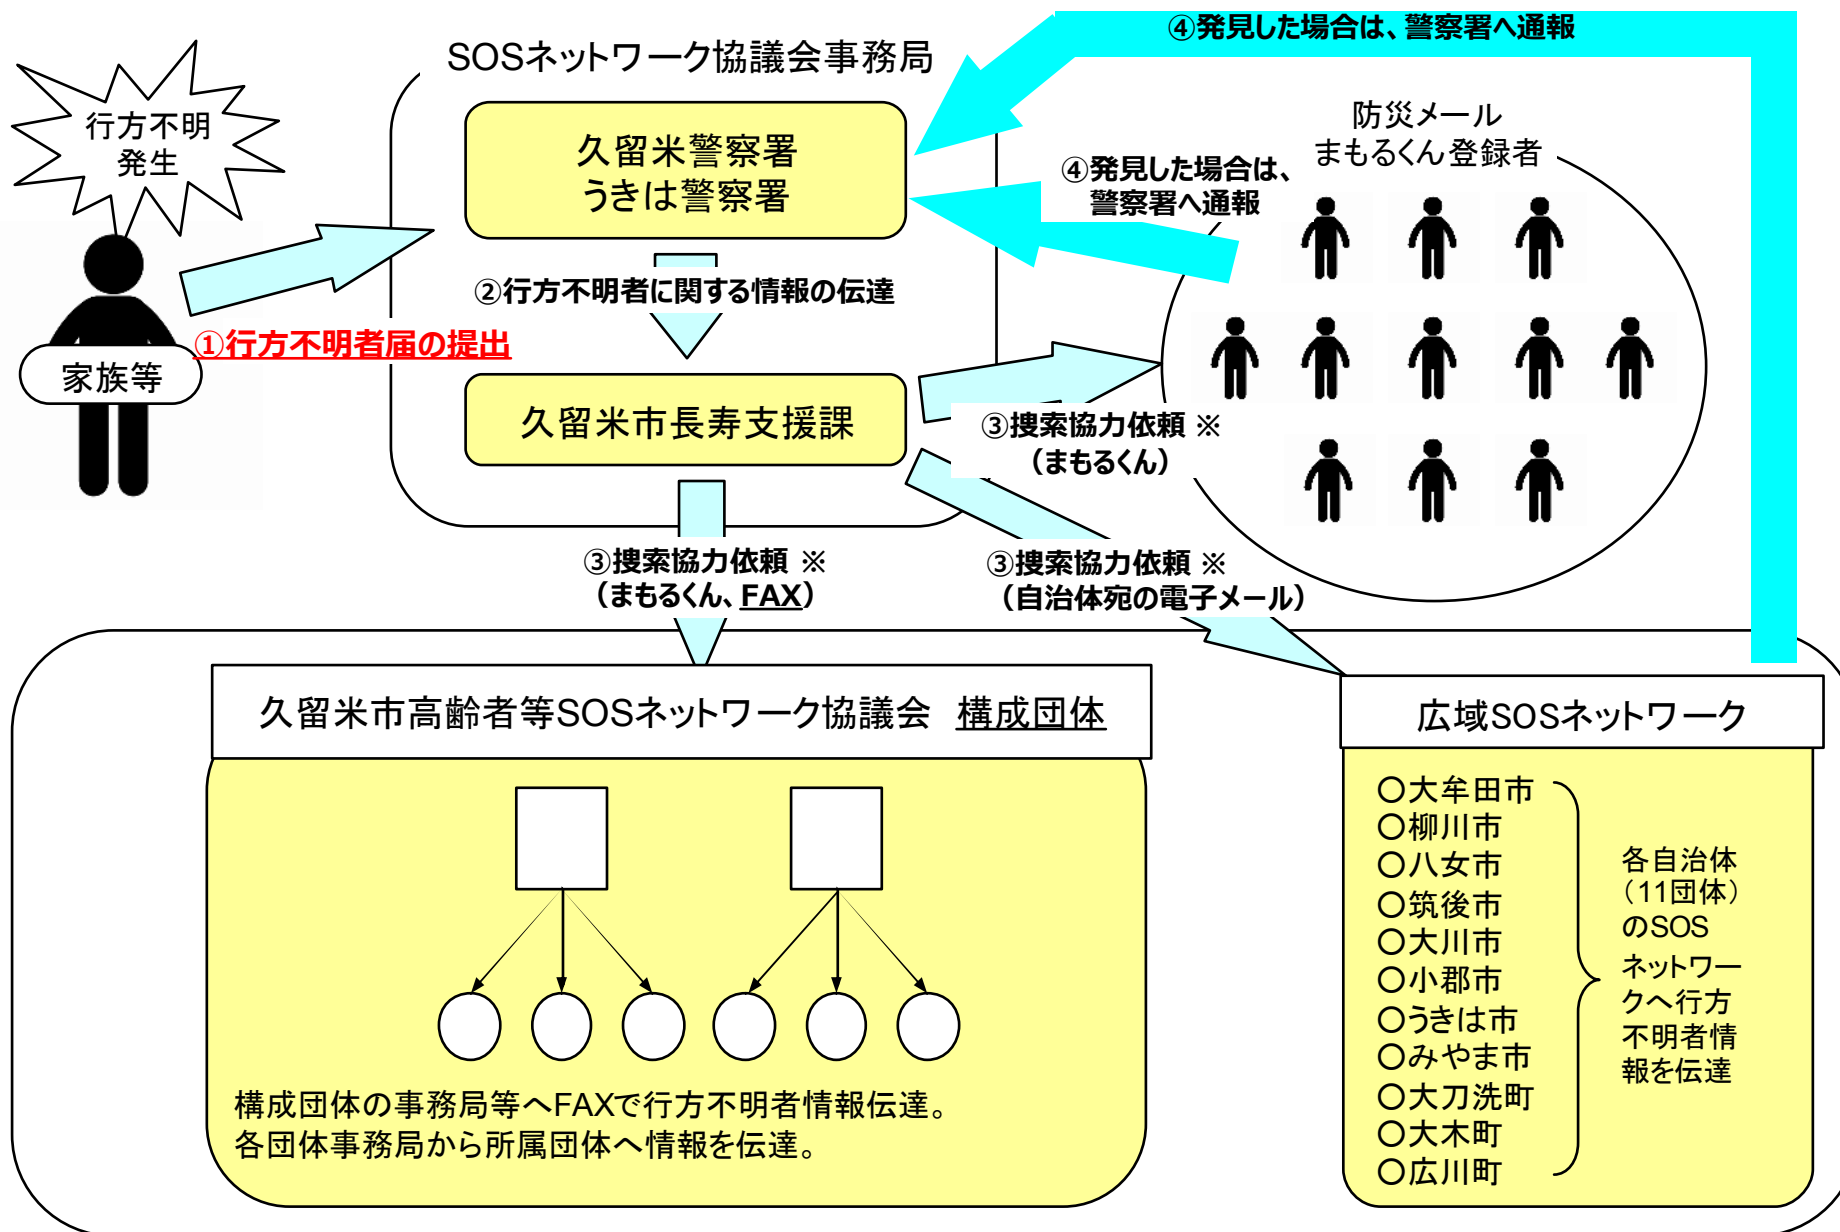 ④発見した場合は、警察署へ通報
SOSネットワーク協議会事務局
行方不明
発生
久留米警察署
うきは警察署
防災メール
まもるくん登録者
④発見した場合は、
警察署へ通報
②行方不明者に関する情報の伝達
①行方不明者届の提出
家族等
久留米市長寿支援課
③捜索協力依頼 ※
（まもるくん）
③捜索協力依頼 ※
（まもるくん、FAX）
③捜索協力依頼 ※
（自治体宛の電子メール）
久留米市高齢者等SOSネットワーク協議会 構成団体
広域SOSネットワーク
構成団体の事務局等へFAXで行方不明者情報伝達。
各団体事務局から所属団体へ情報を伝達。
○大牟田市
○柳川市
○八女市
○筑後市
○大川市
○小郡市
○うきは市
○みやま市
○大刀洗町
○大木町
○広川町
各自治体
（11団体）
のSOS
ネットワー
クへ行方
不明者情
報を伝達